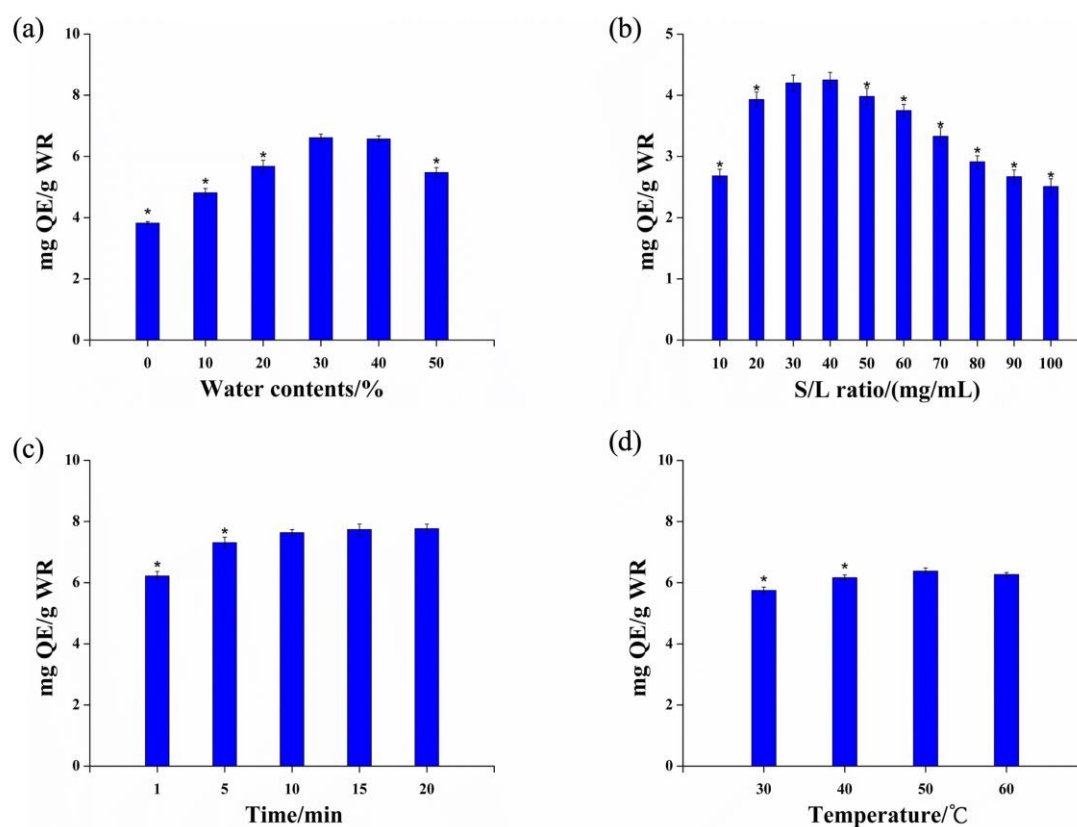 (a)
10
8
6
4
2
0
mg QE/g WR
* * * *
0 10 20 30 40 50
Water contents/%
(b)
5
4
3
2
1
0
mg QE/g WR
* * * * * * * *
10 20 30 40 50 60 70 80 90 100
S/L ratio/(mg/mL)
(c)
10
8
6
4
2
0
mg QE/g WR
* *
1 5 10 15 20
Time/min
(d)
10
8
6
4
2
0
mg QE/g WR
* *
30 40 50 60
Temperature/℃